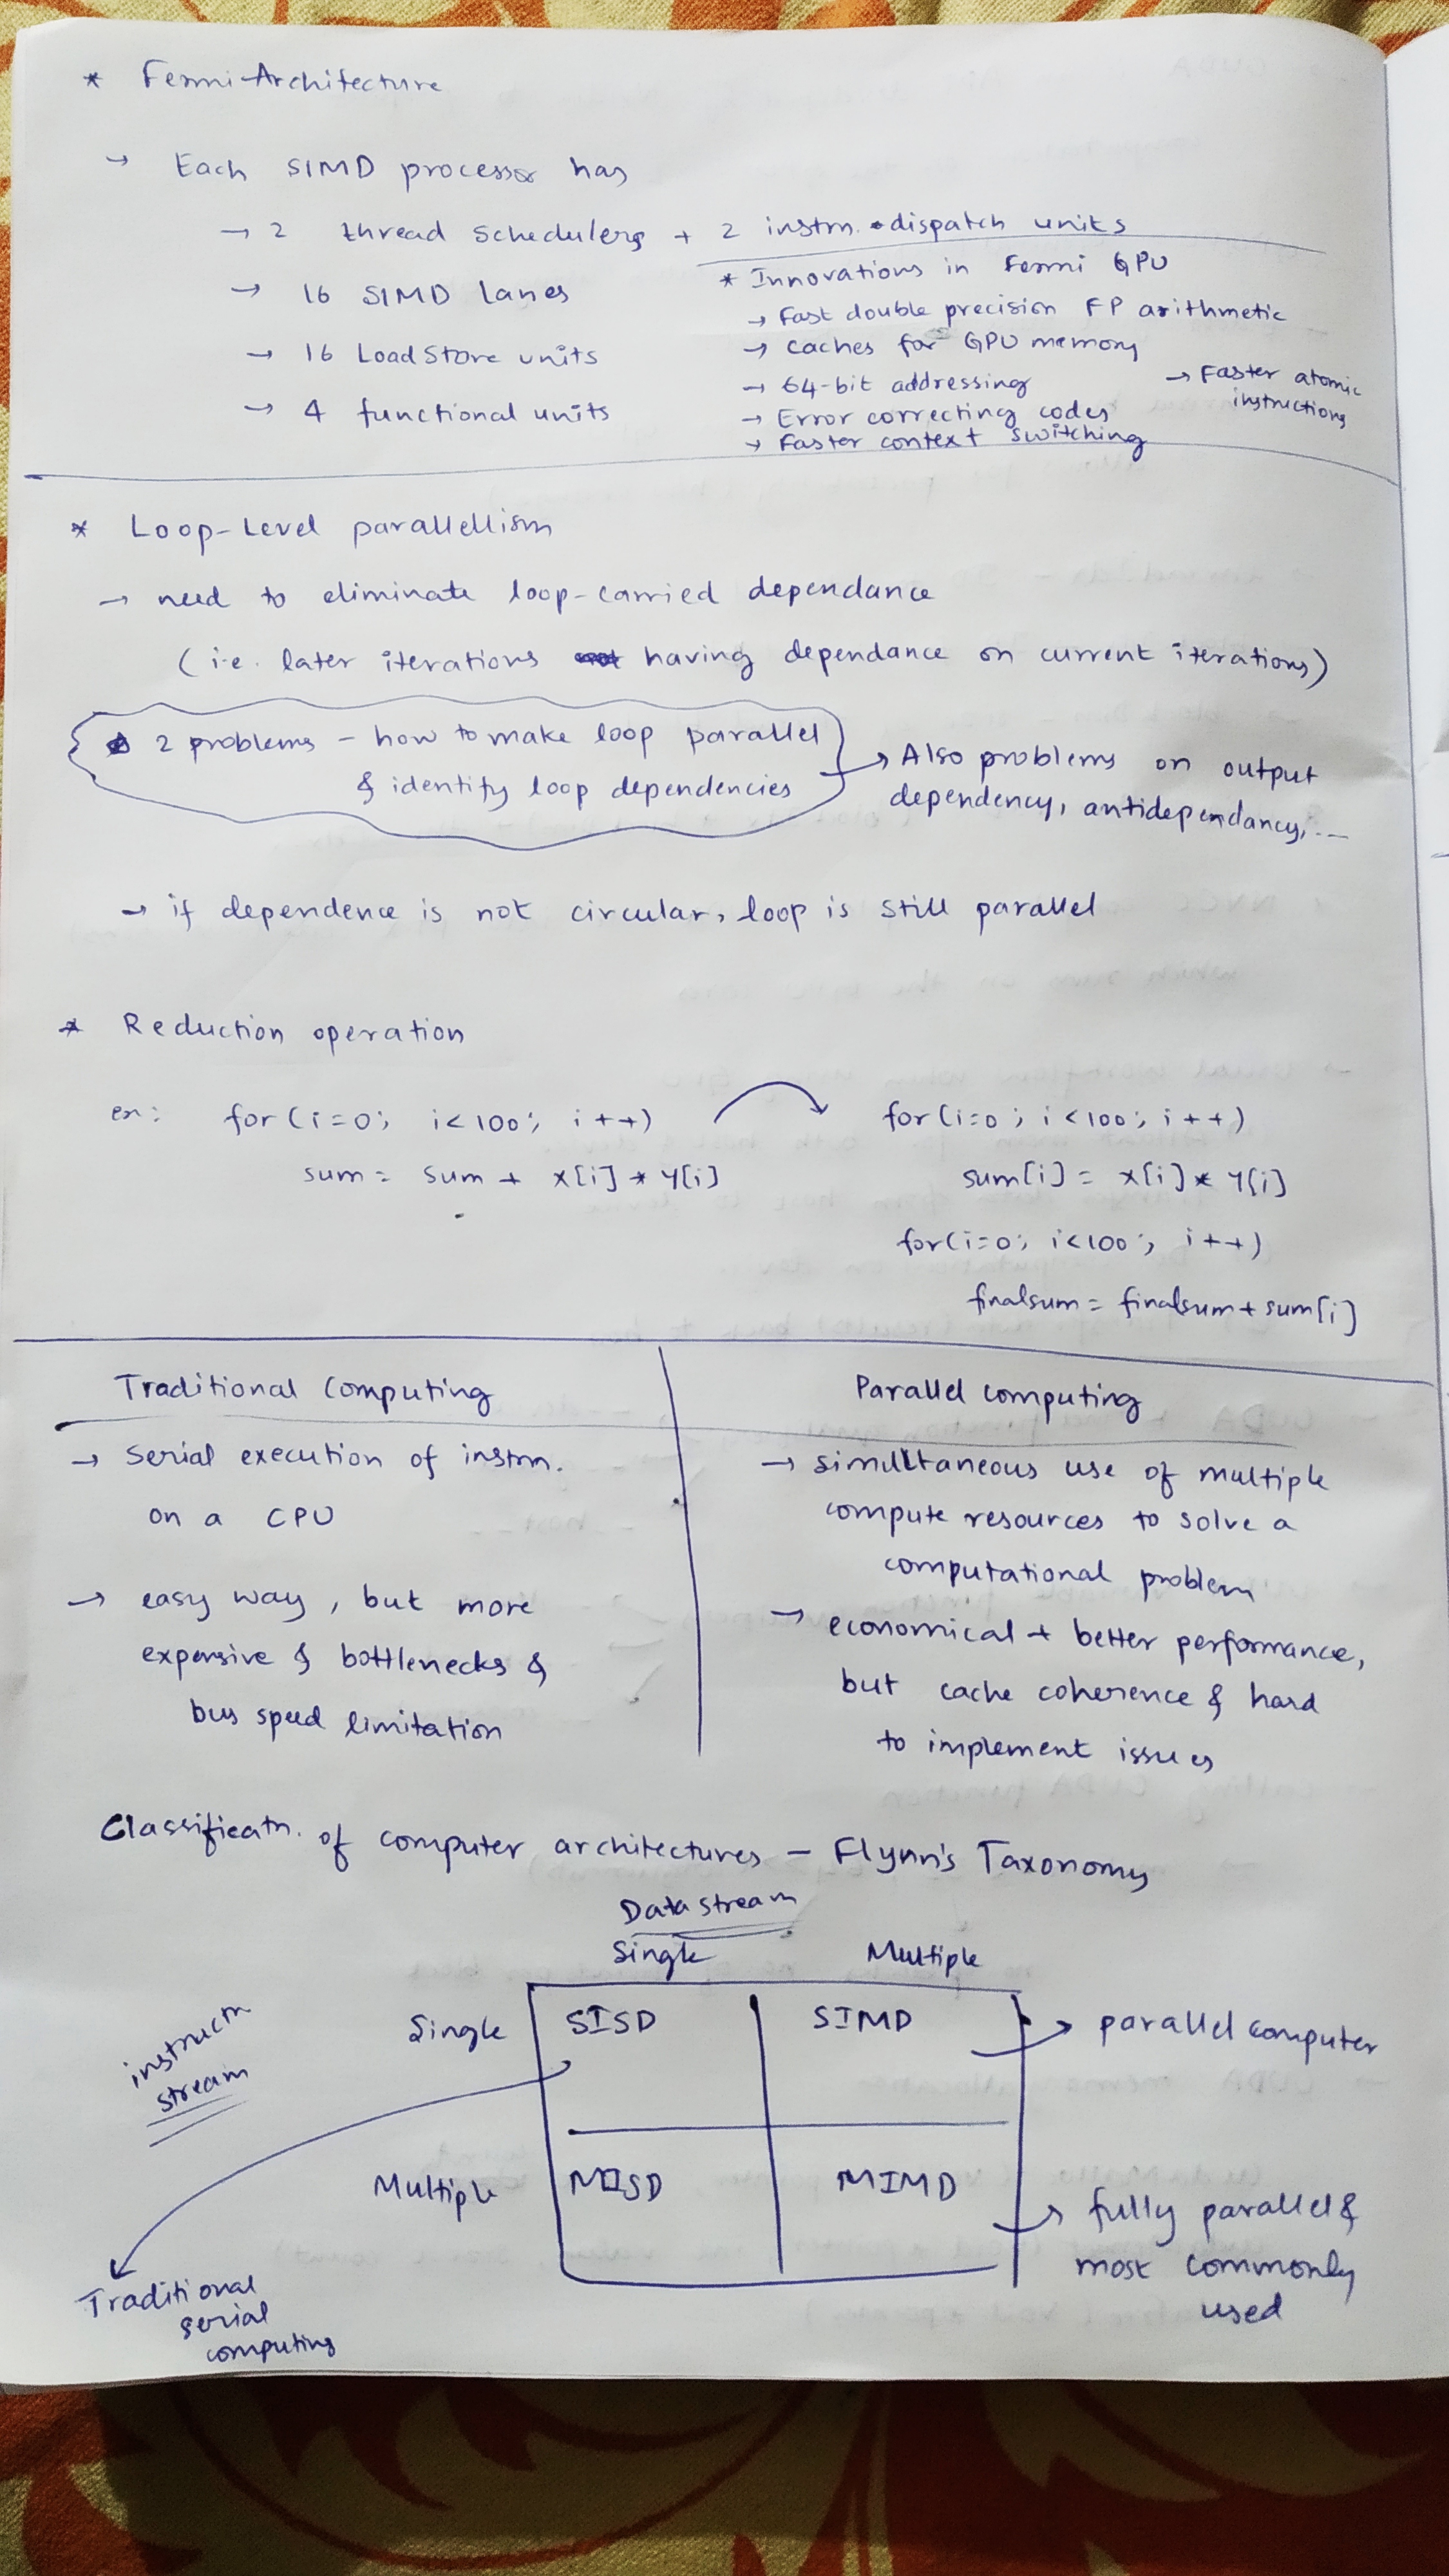 * Fermi-Architecture
→ Each SIMD processor has
→ 2 thread schedulers + 2 instrn. dispatch units
→ 16 SIMD Lanes
→ 16 Load Store units
→ 4 functional units
* Innovations in Fermi GPU
→ Fast double precision FP arithmetic
→ caches for GPU memory
→ 64-bit addressing
→ Error correcting codes
→ Faster context switching
→ Faster atomic
instructions
* Loop-Level parallellism
→ need to eliminate loop-carried dependance
(i.e. later iterations having dependance on current iterations)
2 problems - how to make loop parallel
& identify loop dependencies
→ Also problems on output
dependency, antidependancy,...
→ if dependence is not circular, loop is still parallel
* Reduction operation
ex: for (i=0; i<100; i++)
sum = sum + x[i] * y[i]
for (i=0; i<100; i++)
sum[i] = x[i] * y[i]
for(i=0; i<100; i++)
finalsum = finalsum + sum[i]
Traditional Computing
→ serial execution of instrn.
on a CPU
→ easy way, but more
expensive & bottlenecks &
bus speed limitation
Parallel computing
→ simultaneous use of multiple
compute resources to solve a
computational problem
→ economical + better performance,
but cache coherence & hard
to implement issues
Classificatn. of computer architectures - Flynn's Taxonomy
Data stream
Single Multiple
instructn
stream
Single SISD SIMD → parallel computer
Multiple MISD MIMD
→ fully parallel &
most commonly
used
Traditional
serial
computing